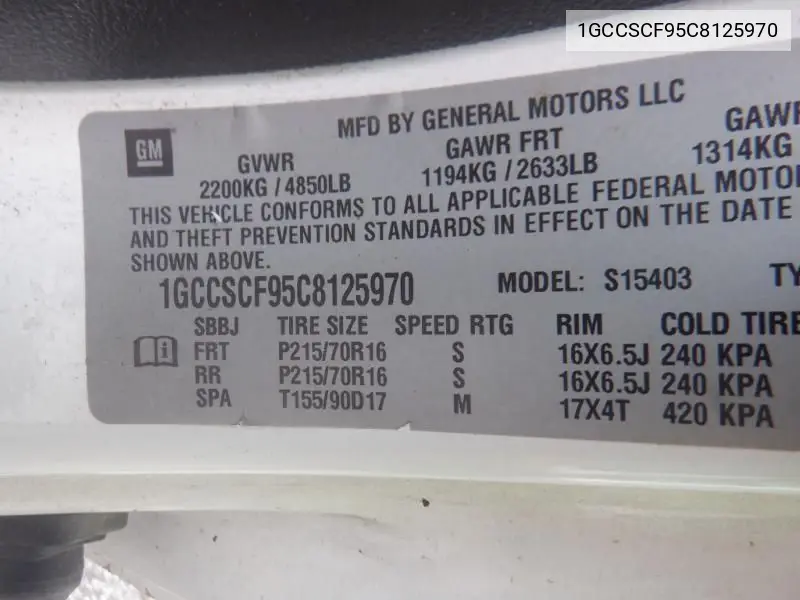 1GCCSCF95C8125970
MFD BY GENERAL MOTORS LLC
GM
GVWR GAWR FRT
2200KG / 4850LB 1194KG / 2633LB 1314KG
THIS VEHICLE CONFORMS TO ALL APPLICABLE FEDERAL
AND THEFT PREVENTION STANDARDS IN EFFECT ON THE DATE
SHOWN ABOVE.
1GCCSCF95C8125970 MODEL: S15403
SBBJ TIRE SIZE SPEED RTG RIM COLD TIRE
FRT P215/70R16 S 16X6.5J 240 KPA
RR P215/70R16 S 16X6.5J 240 KPA
SPA T155/90D17 M 17X4T 420 KPA